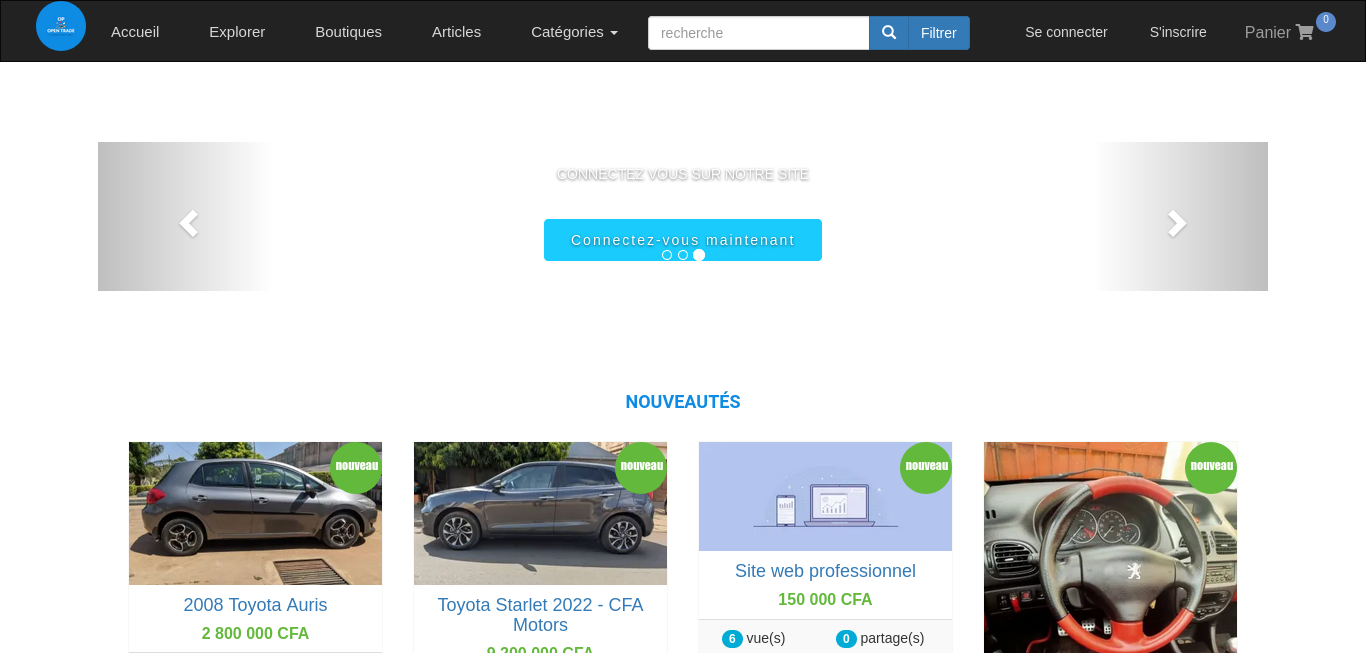 OP
OPEN TRADE
Accueil
Explorer
Boutiques
Articles
Catégories
recherche
Filtrer
Se connecter
S'inscrire
Panier
0
CONNECTEZ VOUS SUR NOTRE SITE
Connectez-vous maintenant
NOUVEAUTÉS
nouveau
nouveau
nouveau
nouveau
2008 Toyota Auris
2 800 000 CFA
Toyota Starlet 2022 - CFA
Motors
9 200 000 CFA
Site web professionnel
150 000 CFA
6 vue(s)
0 partage(s)